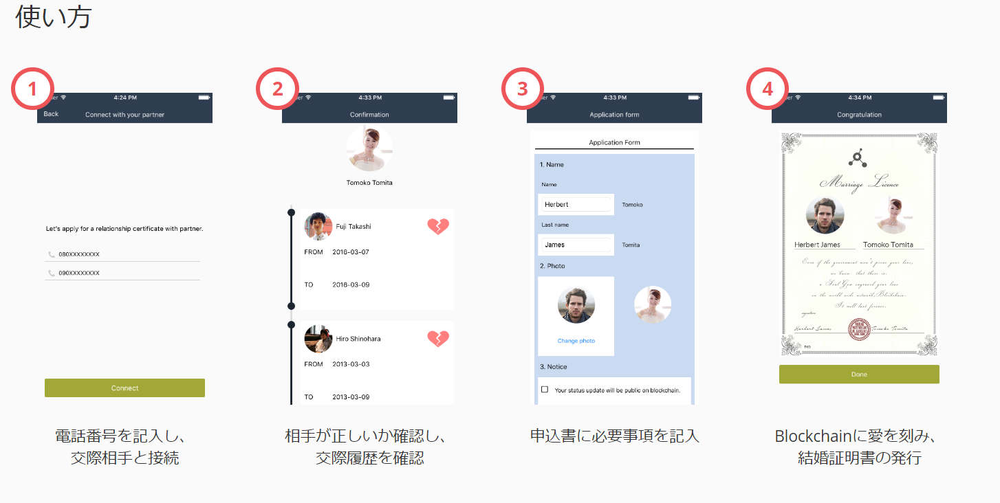 使い方
1
4:24 PM
Back
Connect with your partner
Let's apply for a relationship certificate with partner.
080XXXXXXXX
090XXXXXXXX
Connect
電話番号を記入し、
交際相手と接続
2
4:33 PM
Confirmation
Tomoko Tomita
Fuji Takashi
FROM 2016-03-07
TO 2016-03-09
Hiro Shinohara
FROM 2013-03-03
TO 2013-03-09
相手が正しいか確認し、
交際履歴を確認
3
4:33 PM
Application form
Application Form
1. Name
Name
Herbert Tomoko
Last name
James Tomita
2. Photo
Change photo
3. Notice
Your status update will be public on blockchain.
申込書に必要事項を記入
4
4:34 PM
Congratulation
Marriage Licence
Herbert James Tomoko Tomita
Even if the government won't prove your love,
we know that there is.
a Soul Gem engraved your love
on the world wide network, Blockchain.
It will last forever.
signature
Herbert James Tomoko Tomita
THD
Done
Blockchainに愛を刻み、
結婚証明書の発行